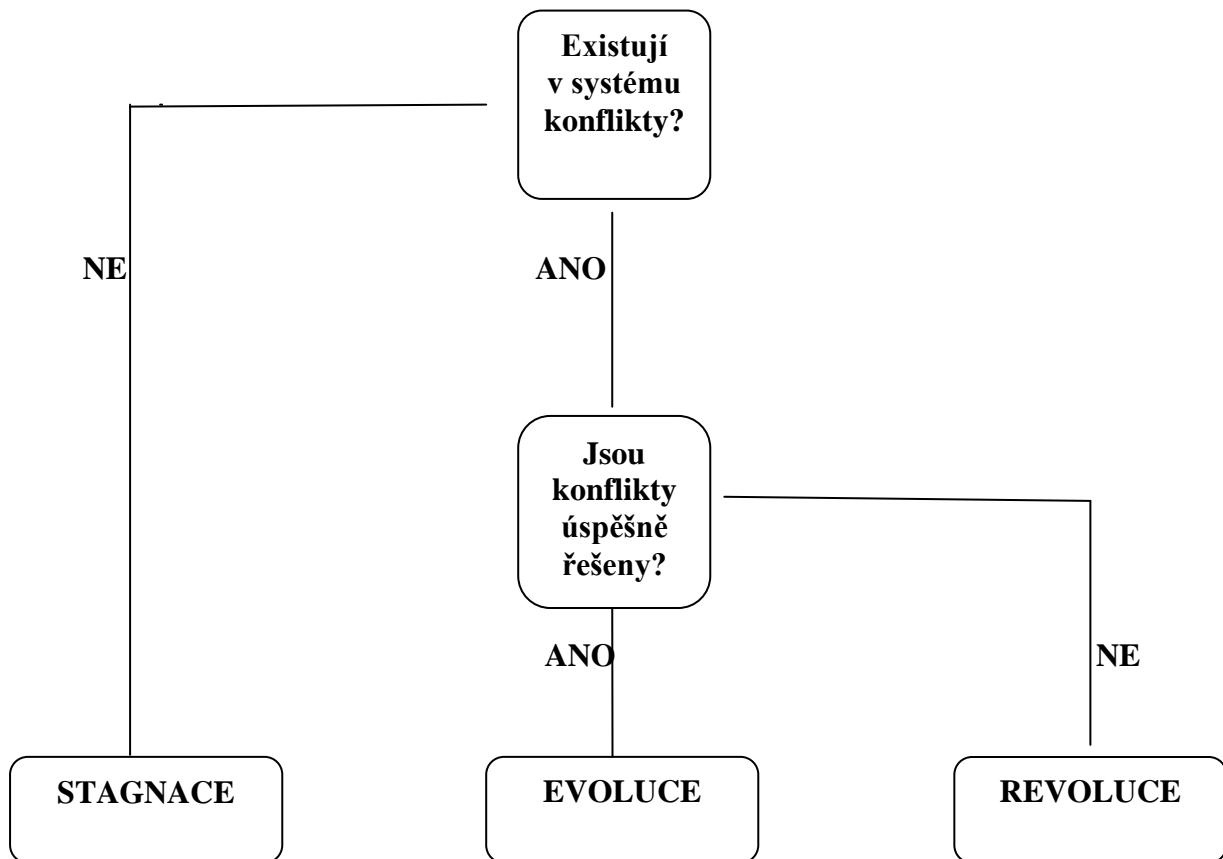 Existují
v systému
konflikty?
NE
ANO
Jsou
konflikty
úspěšně
řešeny?
ANO
NE
STAGNACE
EVOLUCE
REVOLUCE